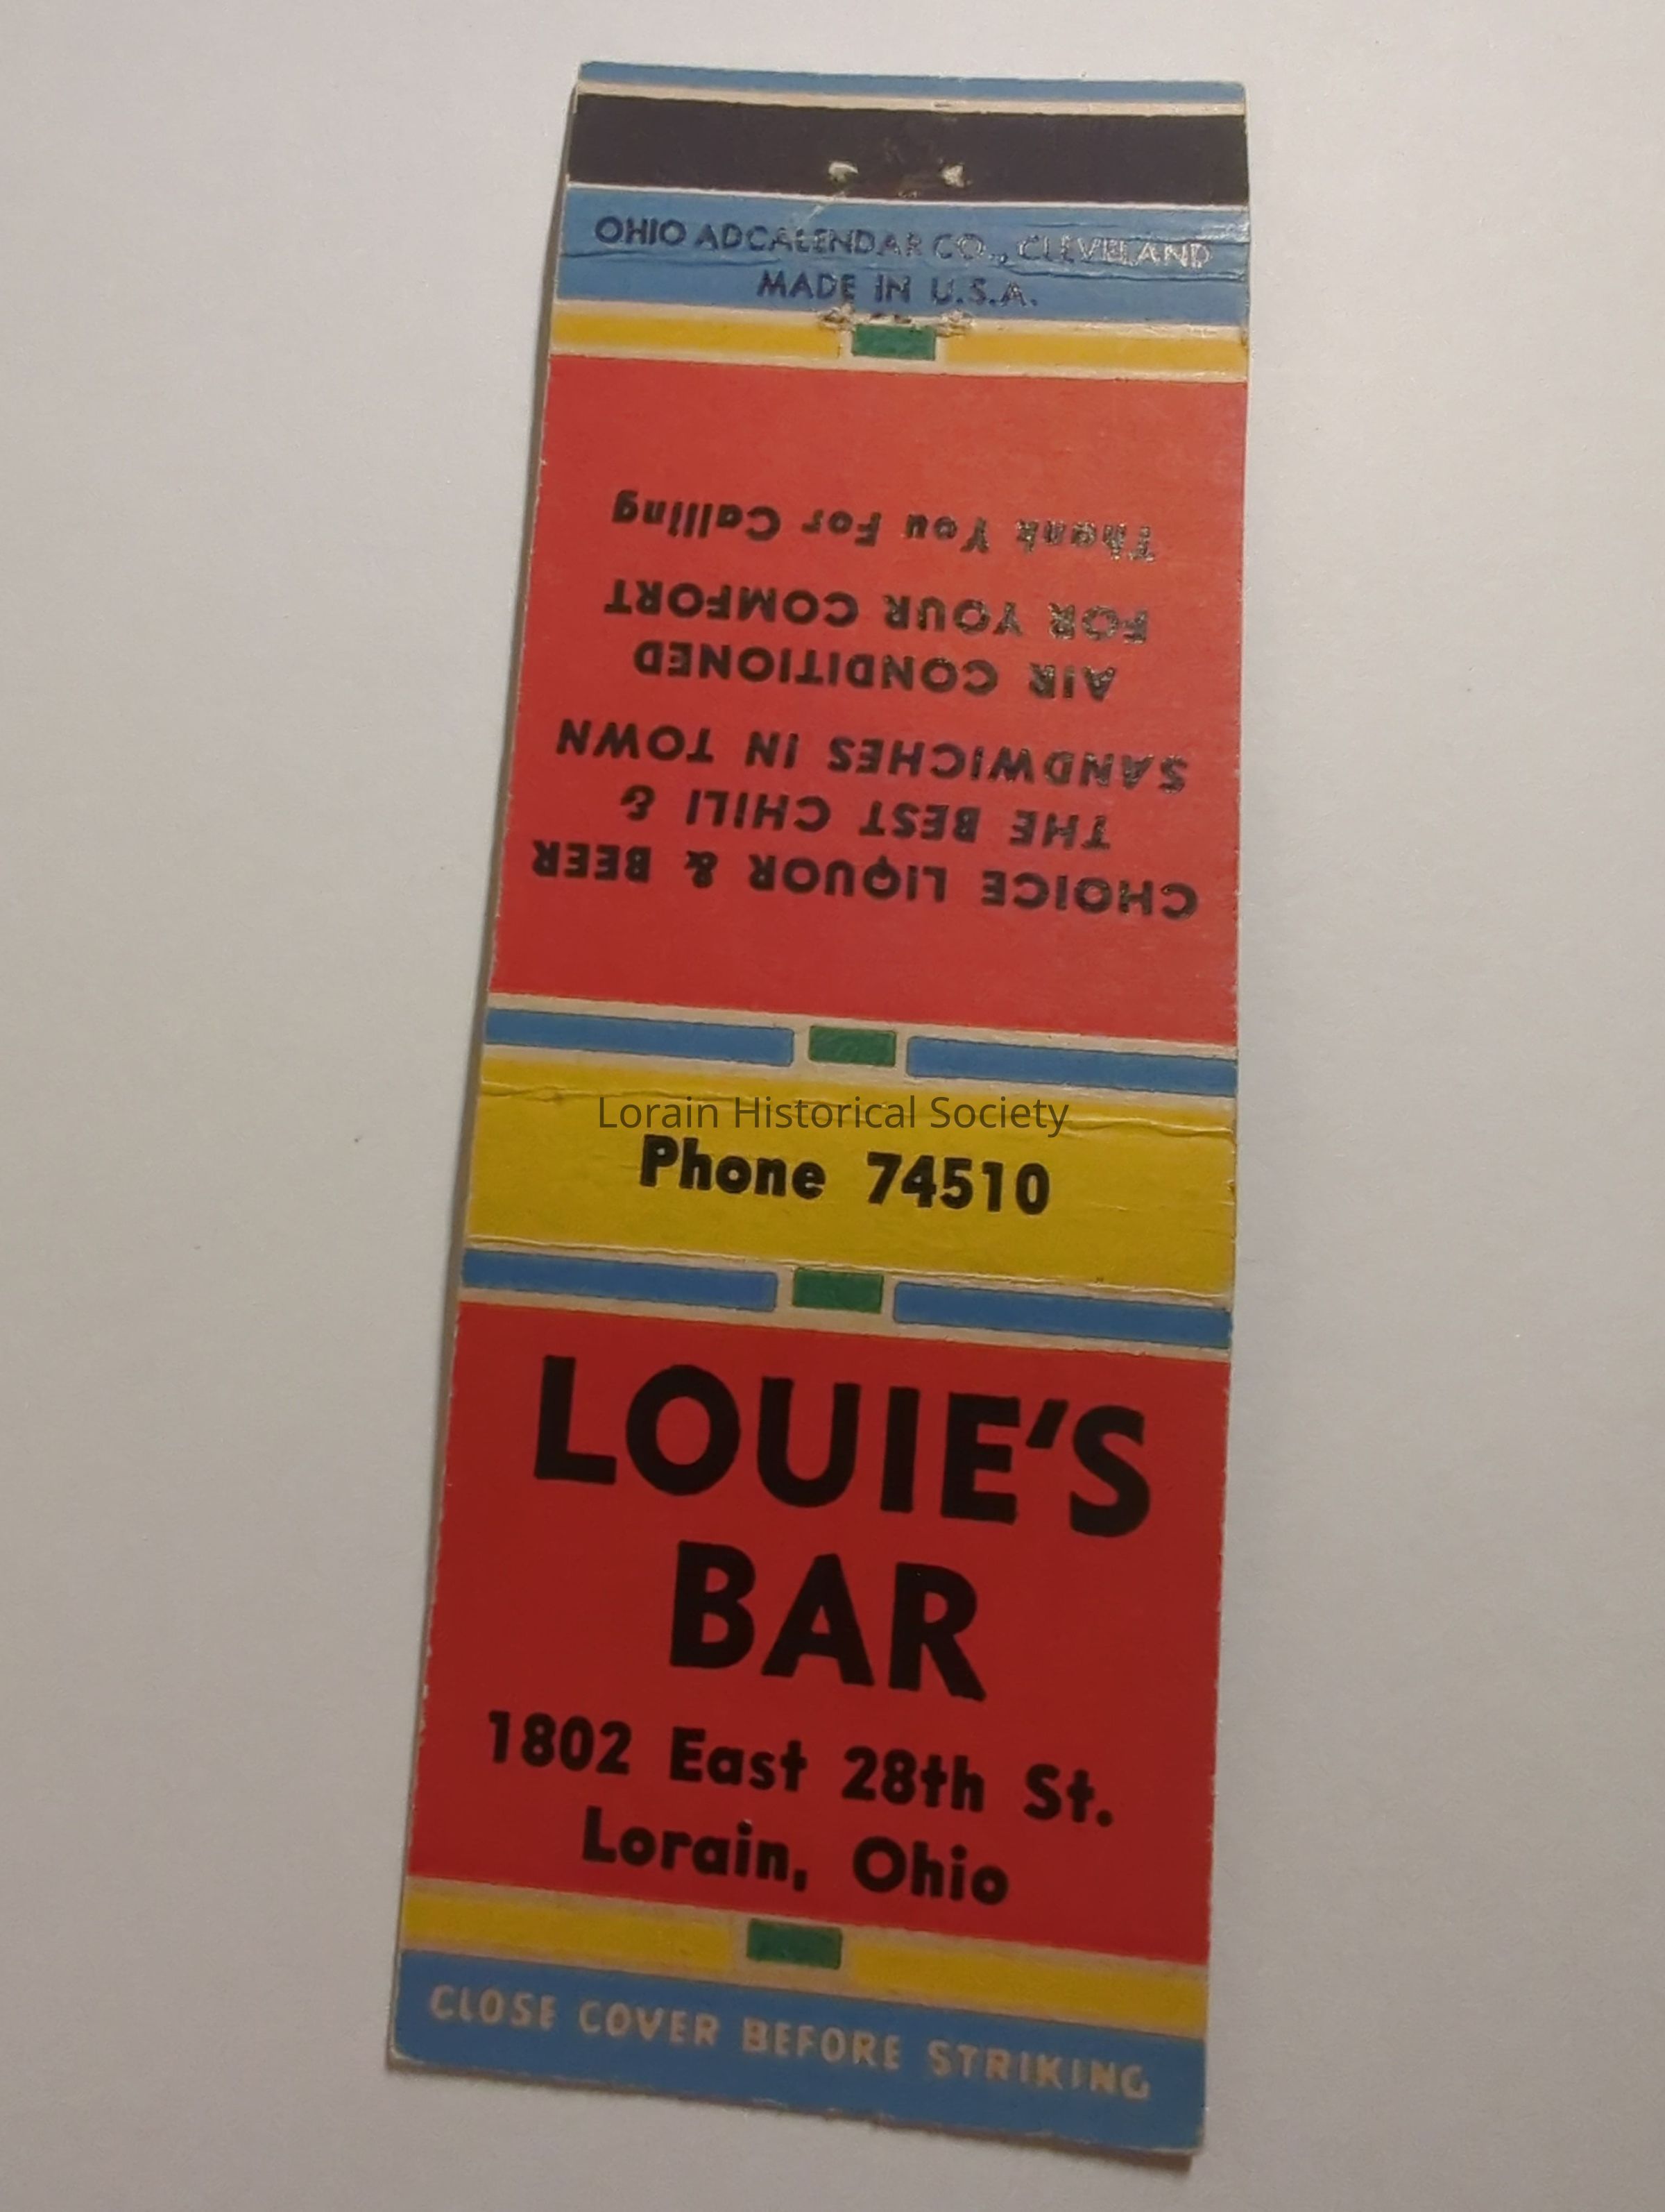 OHIO ADCALENDAR CO., CLEVELAND
MADE IN U.S.A.
CHOICE LIQUOR & BEER
THE BEST CHILI &
SANDWICHES IN TOWN
AIR CONDITIONED
FOR YOUR COMFORT
Thank You For Calling
Lorain Historical Society
Phone 74510
LOUIE'S
BAR
1802 East 28th St.
Lorain, Ohio
CLOSE COVER BEFORE STRIKING